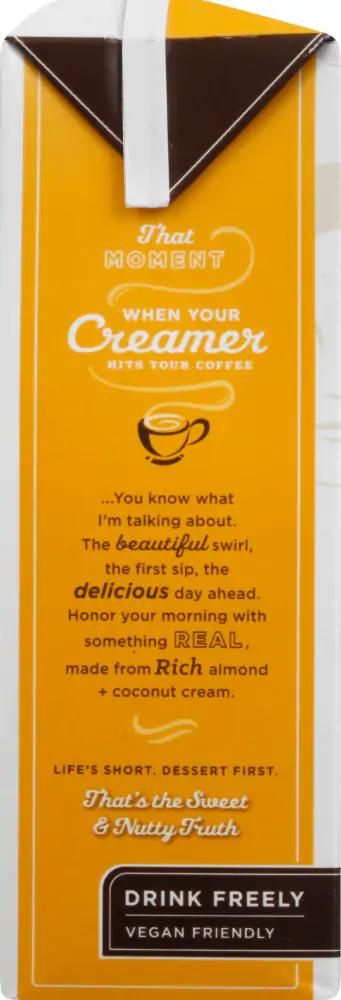 That
MOMENT
WHEN YOUR
Creamer
HITS YOUR COFFEE
...You know what
I'm talking about.
The beautiful swirl,
the first sip, the
delicious day ahead.
Honor your morning with
something REAL,
made from Rich almond
+ coconut cream.
LIFE'S SHORT. DESSERT FIRST.
That's the Sweet
& Nutty Truth
DRINK FREELY
VEGAN FRIENDLY